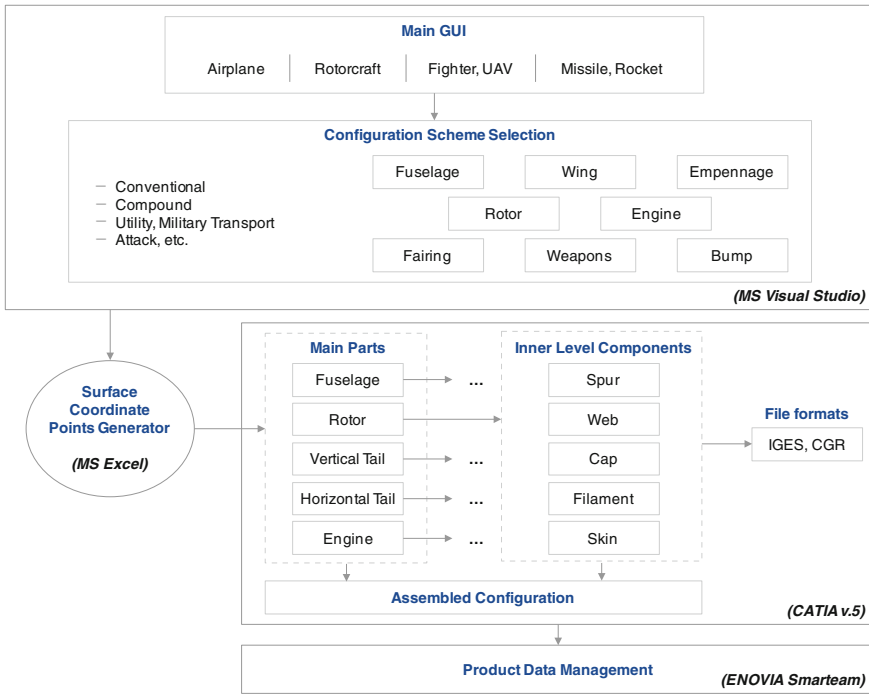 Main GUI
Airplane
Rotorcraft
Fighter, UAV
Missile, Rocket
Configuration Scheme Selection
– Conventional
– Compound
– Utility, Military Transport
– Attack, etc.
Fuselage
Wing
Empennage
Rotor
Engine
Fairing
Weapons
Bump
(MS Visual Studio)
Surface
Coordinate
Points Generator
(MS Excel)
Main Parts
Fuselage
...
Rotor
Vertical Tail
...
Horizontal Tail
...
Engine
...
Inner Level Components
Spur
Web
Cap
Filament
Skin
File formats
IGES, CGR
Assembled Configuration
(CATIA v.5)
Product Data Management
(ENOVIA Smarteam)